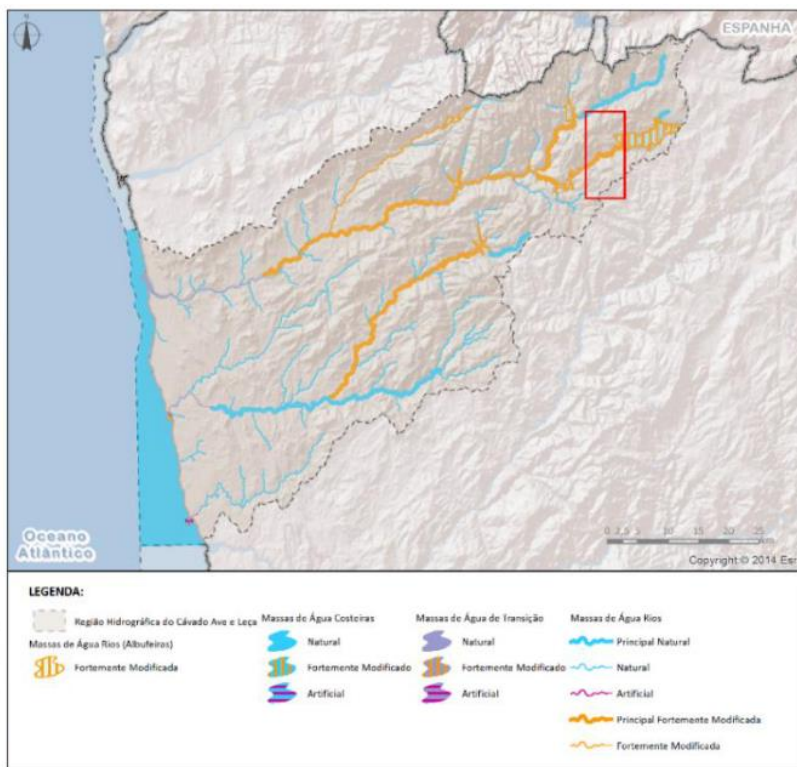 ESPANHA
Oceano
Atlântico
0 2,5 5 10 15 20 25
Copyright © 2014 Esri
LEGENDA:
Região Hidrográfica do Cávado Ave e Leça
Massas de Água Rios (Albufeiras)
Fortemente Modificada
Massas de Água Costeiras
Natural
Fortemente Modificado
Artificial
Massas de Água de Transição
Natural
Fortemente Modificado
Artificial
Massas de Água Rios
Principal Natural
Natural
Artificial
Principal Fortemente Modificada
Fortemente Modificada